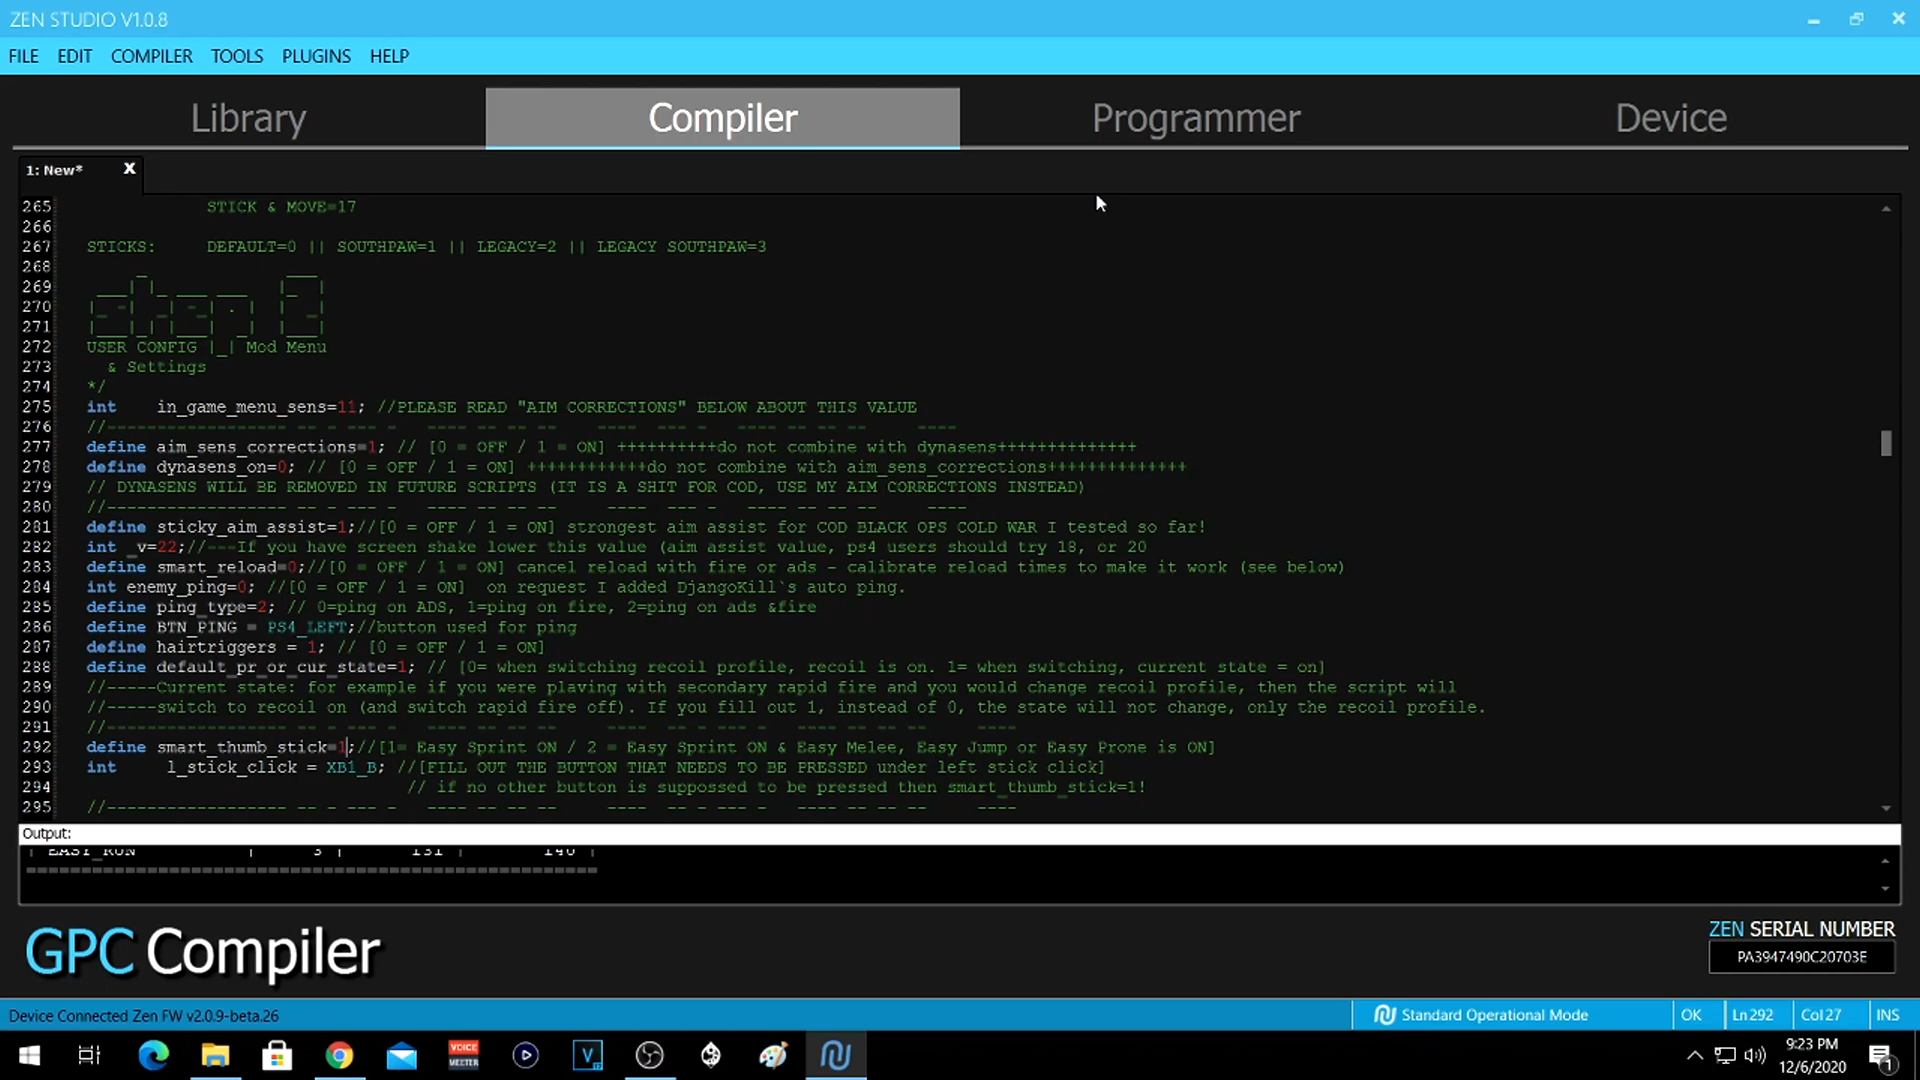 ZEN STUDIO V1.0.8
FILE EDIT COMPILER TOOLS PLUGINS HELP
Library Compiler Programmer Device
1: New* X
265 STICK & MOVE=17
266
267 STICKS: DEFAULT=0 || SOUTHPAW=1 || LEGACY=2 || LEGACY SOUTHPAW=3
268
269
270
271
272 USER CONFIG |_| Mod Menu
273 & Settings
274 */
275 int in_game_menu_sens=11; //PLEASE READ "AIM CORRECTIONS" BELOW ABOUT THIS VALUE
276 //------------------ -- - --- - ---- -- -- -- ---- --- - ---- -- -- -- ----
277 define aim_sens_corrections=1; // [0 = OFF / 1 = ON] ++++++++++do not combine with dynasens++++++++++++++
278 define dynasens_on=0; // [0 = OFF / 1 = ON] ++++++++++++do not combine with aim_sens_corrections++++++++++++++
279 // DYNASENS WILL BE REMOVED IN FUTURE SCRIPTS (IT IS A SHIT FOR COD, USE MY AIM CORRECTIONS INSTEAD)
280 //------------------ -- - --- - ---- -- -- -- ---- --- - ---- -- -- -- ----
281 define sticky_aim_assist=1;//[0 = OFF / 1 = ON] strongest aim assist for COD BLACK OPS COLD WAR I tested so far!
282 int _v=22;//---If you have screen shake lower this value (aim assist value, ps4 users should try 18, or 20
283 define smart_reload=0;//[0 = OFF / 1 = ON] cancel reload with fire or ads - calibrate reload times to make it work (see below)
284 int enemy_ping=0; //[0 = OFF / 1 = ON] on request I added DjangoKill`s auto ping.
285 define ping_type=2; // 0=ping on ADS, 1=ping on fire, 2=ping on ads &fire
286 define BTN_PING = PS4_LEFT;//button used for ping
287 define hairtriggers = 1; // [0 = OFF / 1 = ON]
288 define default_pr_or_cur_state=1; // [0= when switching recoil profile, recoil is on. 1= when switching, current state = on]
289 //-----Current state: for example if you were playing with secondary rapid fire and you would change recoil profile, then the script will
290 //-----switch to recoil on (and switch rapid fire off). If you fill out 1, instead of 0, the state will not change, only the recoil profile.
291 //------------------ -- - --- - ---- -- -- -- ---- -- - --- - ---- -- -- -- ----
292 define smart_thumb_stick=1;//[1= Easy Sprint ON / 2 = Easy Sprint ON & Easy Melee, Easy Jump or Easy Prone is ON]
293 int l_stick_click = XB1_B; //[FILL OUT THE BUTTON THAT NEEDS TO BE PRESSED under left stick click]
294 // if no other button is suppossed to be pressed then smart_thumb_stick=1!
295 //------------------ -- - --- - ---- -- -- -- ---- -- - --- - ---- -- -- -- ----
Output:
| EASY_RUN | 3 | 131 | 140 |
GPC Compiler
ZEN SERIAL NUMBER
PA3947490C20703E
Device Connected Zen FW v2.0.9-beta.26
Standard Operational Mode OK Ln 292 Col 27 INS
VOICE
MEETER
V
9:23 PM
12/6/2020
1